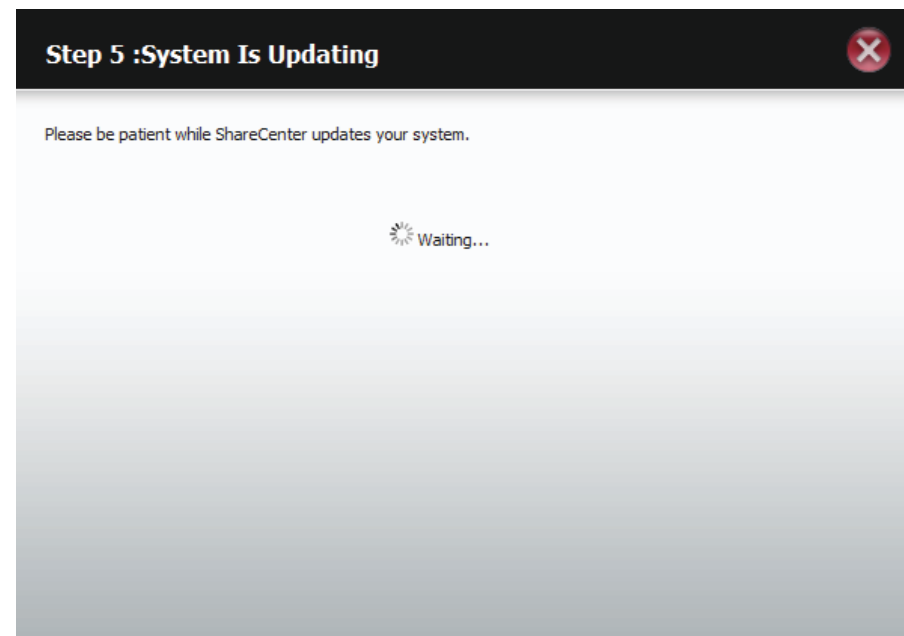 Step 5 :System Is Updating
Please be patient while ShareCenter updates your system.
Waiting...